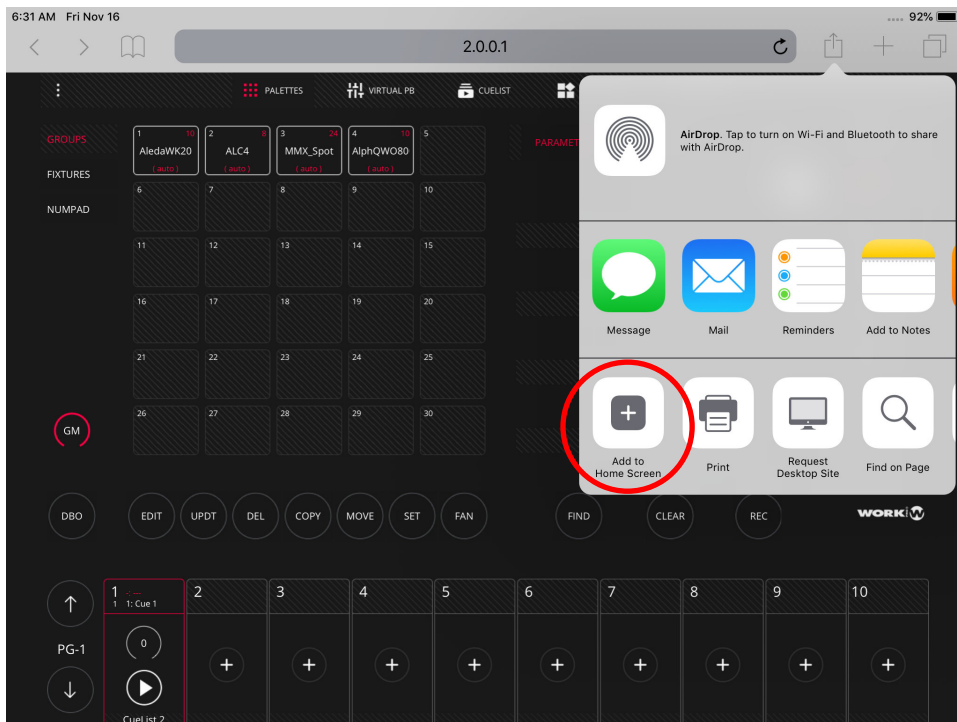 6:31 AM Fri Nov 16
92%
2.0.0.1
PALETTES
VIRTUAL PB
CUELIST
GROUPS
FIXTURES
NUMPAD
1 10 2 8 3 24 4 10 5
AledaWK20 ALC4 MMX_Spot AlphQWO80
( auto ) ( auto ) ( auto ) ( auto )
6 7 8 9 10
11 12 13 14 15
16 17 18 19 20
21 22 23 24 25
26 27 28 29 30
PARAMET
AirDrop. Tap to turn on Wi-Fi and Bluetooth to share
with AirDrop.
Message
Mail
Reminders
Add to Notes
Add to
Home Screen
Print
Request
Desktop Site
Find on Page
GM
DBO EDIT UPDT DEL COPY MOVE SET FAN FIND CLEAR REC
WORK
1 2 3 4 5 6 7 8 9 10
1 1: Cue 1
PG-1
0
CueList 2